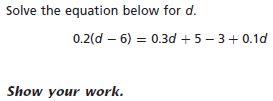 Solve the equation below for d.
0.2(d – 6) = 0.3d + 5 – 3 + 0.1d
Show your work.